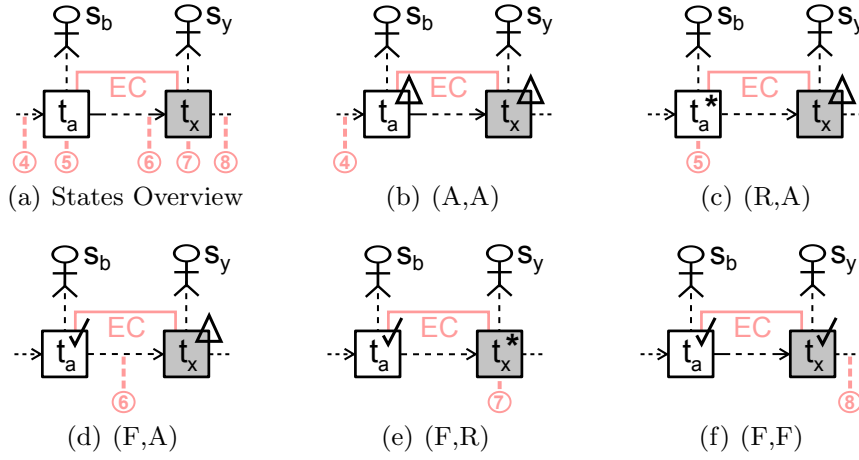 s_b s_y s_b s_y s_b s_y
EC EC EC
t_a t_x t_a t_x t_a* t_x
④ ⑤ ⑥ ⑦ ⑧ ④ ⑤
(a) States Overview (b) (A,A) (c) (R,A)
s_b s_y s_b s_y s_b s_y
EC EC EC
t_a t_x t_a t_x* t_a t_x
⑥ ⑦ ⑧
(d) (F,A) (e) (F,R) (f) (F,F)